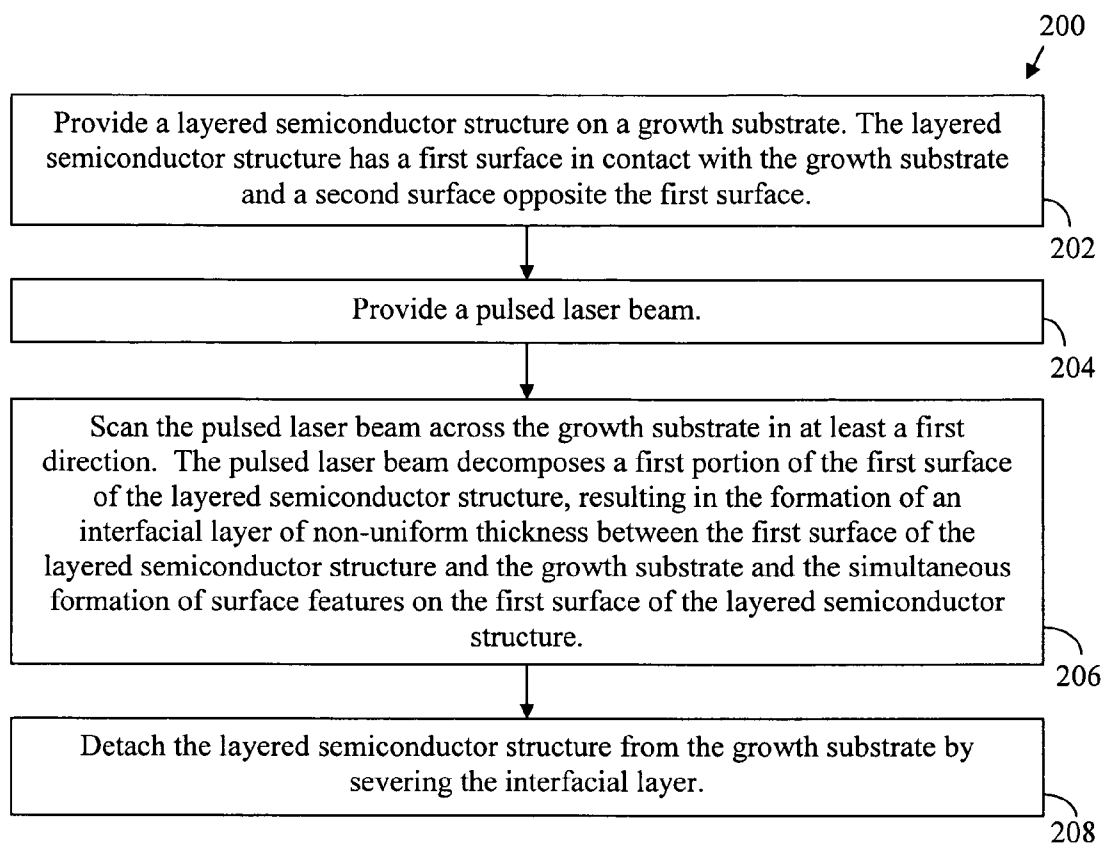 200
Provide a layered semiconductor structure on a growth substrate. The layered
semiconductor structure has a first surface in contact with the growth substrate
and a second surface opposite the first surface.
202
Provide a pulsed laser beam.
204
Scan the pulsed laser beam across the growth substrate in at least a first
direction. The pulsed laser beam decomposes a first portion of the first surface
of the layered semiconductor structure, resulting in the formation of an
interfacial layer of non-uniform thickness between the first surface of the
layered semiconductor structure and the growth substrate and the simultaneous
formation of surface features on the first surface of the layered semiconductor
structure.
206
Detach the layered semiconductor structure from the growth substrate by
severing the interfacial layer.
208